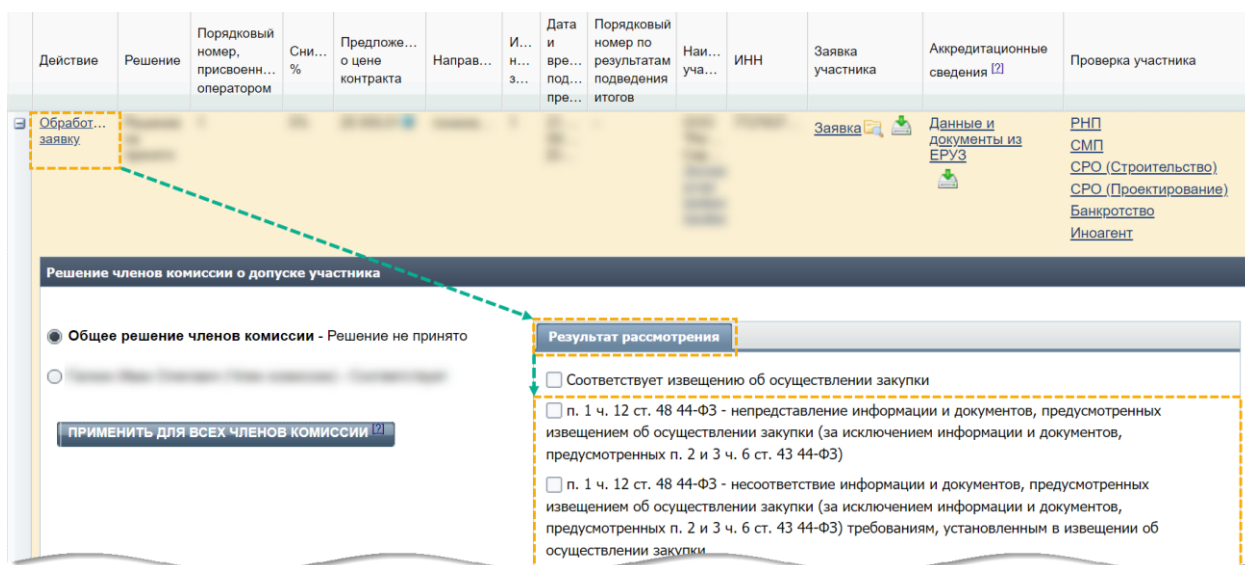 Действие
Решение
Порядковый
номер,
присвоенн...
оператором
Сни...
%
Предложе...
о цене
контракта
Направ...
И...
н...
з...
Дата
и
вре...
под...
пре...
Порядковый
номер по
результатам
подведения
итогов
Наи...
уча...
ИНН
Заявка
участника
Аккредитационные
сведения [?]
Проверка участника
Обработ...
заявку
Заявка
Данные и
документы из
ЕРУЗ
РНП
СМП
СРО (Строительство)
СРО (Проектирование)
Банкротство
Иноагент
Решение членов комиссии о допуске участника
Общее решение членов комиссии - Решение не принято
ПРИМЕНИТЬ ДЛЯ ВСЕХ ЧЛЕНОВ КОМИССИИ [?]
Результат рассмотрения
Соответствует извещению об осуществлении закупки
п. 1 ч. 12 ст. 48 44-ФЗ - непредставление информации и документов, предусмотренных
извещением об осуществлении закупки (за исключением информации и документов,
предусмотренных п. 2 и 3 ч. 6 ст. 43 44-ФЗ)
п. 1 ч. 12 ст. 48 44-ФЗ - несоответствие информации и документов, предусмотренных
извещением об осуществлении закупки (за исключением информации и документов,
предусмотренных п. 2 и 3 ч. 6 ст. 43 44-ФЗ) требованиям, установленным в извещении об
осуществлении закупки